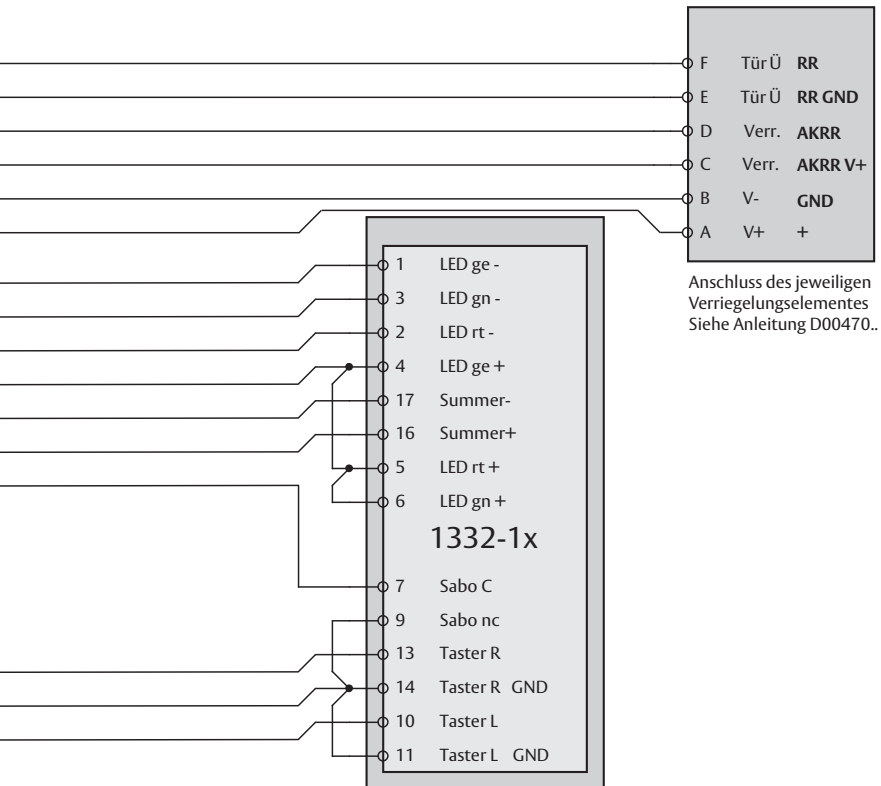 F Tür Ü RR
E Tür Ü RR GND
D Verr. AKRR
C Verr. AKRR V+
B V- GND
A V+ +
Anschluss des jeweiligen
Verriegelungselementes
Siehe Anleitung D00470..
1 LED ge -
3 LED gn -
2 LED rt -
4 LED ge +
17 Summer-
16 Summer+
5 LED rt +
6 LED gn +
1332-1x
7 Sabo C
9 Sabo nc
13 Taster R
14 Taster R GND
10 Taster L
11 Taster L GND